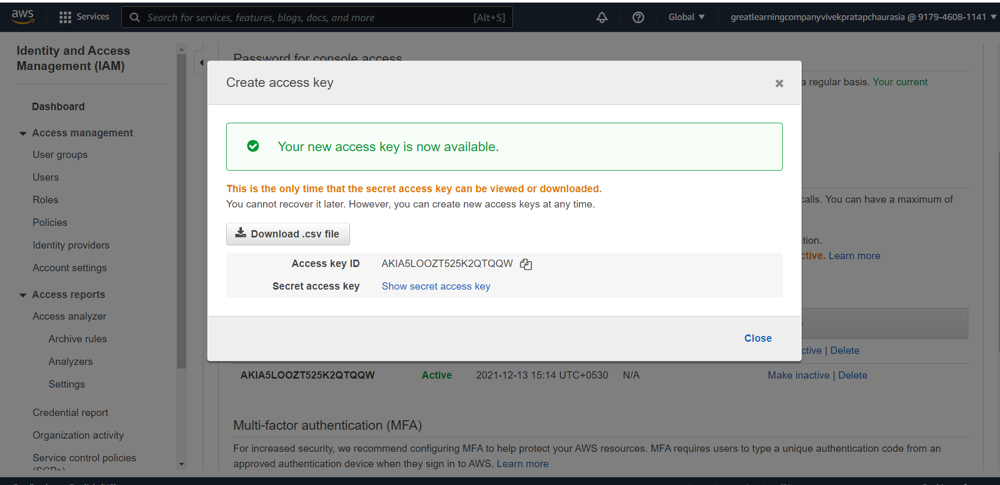 aws
Services
Search for services, features, blogs, docs, and more
[Alt+S]
Global ▼
greatlearningcompanyvivekpratapchaurasia @ 9179-4608-1141 ▼
Identity and Access
Management (IAM)
Dashboard
Access management
User groups
Users
Roles
Policies
Identity providers
Account settings
Access reports
Access analyzer
Archive rules
Analyzers
Settings
Credential report
Organization activity
Service control policies
(SCPs)
Password for console access
a regular basis. Your current
Create access key
Your new access key is now available.
This is the only time that the secret access key can be viewed or downloaded.
You cannot recover it later. However, you can create new access keys at any time.
calls. You can have a maximum of
Download .csv file
tion.
ctive. Learn more
Access key ID AKIA5LOOZT525K2QTQQW
Secret access key Show secret access key
Close
ctive | Delete
AKIA5LOOZT525K2QTQQW Active 2021-12-13 15:14 UTC+0530 N/A Make inactive | Delete
Multi-factor authentication (MFA)
For increased security, we recommend configuring MFA to help protect your AWS resources. MFA requires users to type a unique authentication code from an
approved authentication device when they sign in to AWS. Learn more